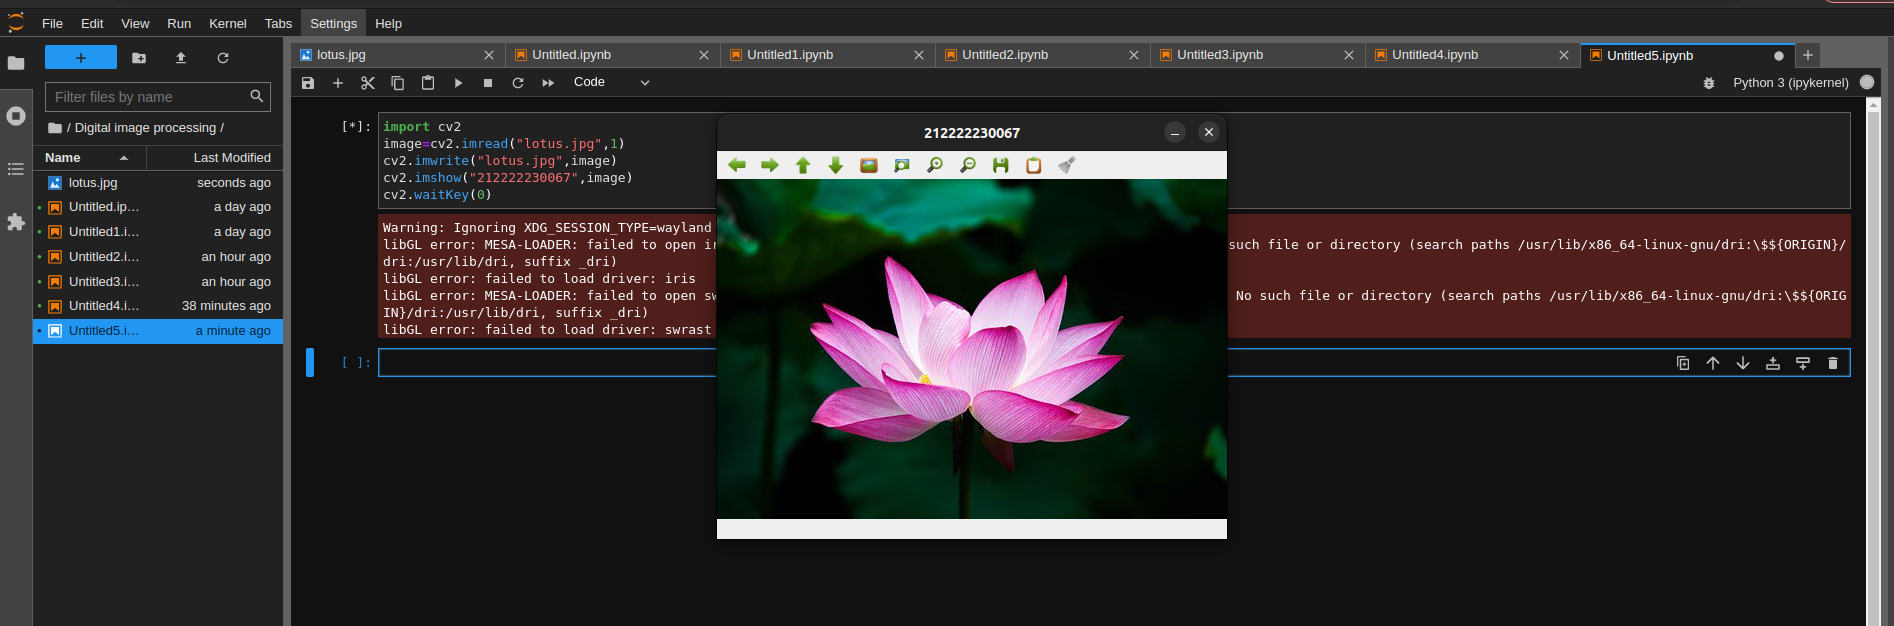 File Edit View Run Kernel Tabs Settings Help
lotus.jpg Untitled.ipynb Untitled1.ipynb Untitled2.ipynb Untitled3.ipynb Untitled4.ipynb Untitled5.ipynb
Code
Python 3 (ipykernel)
Filter files by name
/ Digital image processing /
Name Last Modified
lotus.jpg seconds ago
Untitled.ip… a day ago
Untitled1.i… a day ago
Untitled2.i… an hour ago
Untitled3.i… an hour ago
Untitled4.i… 38 minutes ago
Untitled5.i… a minute ago
[*]:
import cv2
image=cv2.imread("lotus.jpg",1)
cv2.imwrite("lotus.jpg",image)
cv2.imshow("212222230067",image)
cv2.waitKey(0)
212222230067
Warning: Ignoring XDG_SESSION_TYPE=wayland
libGL error: MESA-LOADER: failed to open such file or directory (search paths /usr/lib/x86_64-linux-gnu/dri:\$${ORIGIN}/
dri:/usr/lib/dri, suffix _dri)
libGL error: failed to load driver: iris
libGL error: MESA-LOADER: failed to open No such file or directory (search paths /usr/lib/x86_64-linux-gnu/dri:\$${ORIG
IN}/dri:/usr/lib/dri, suffix _dri)
libGL error: failed to load driver: swrast
[ ]: